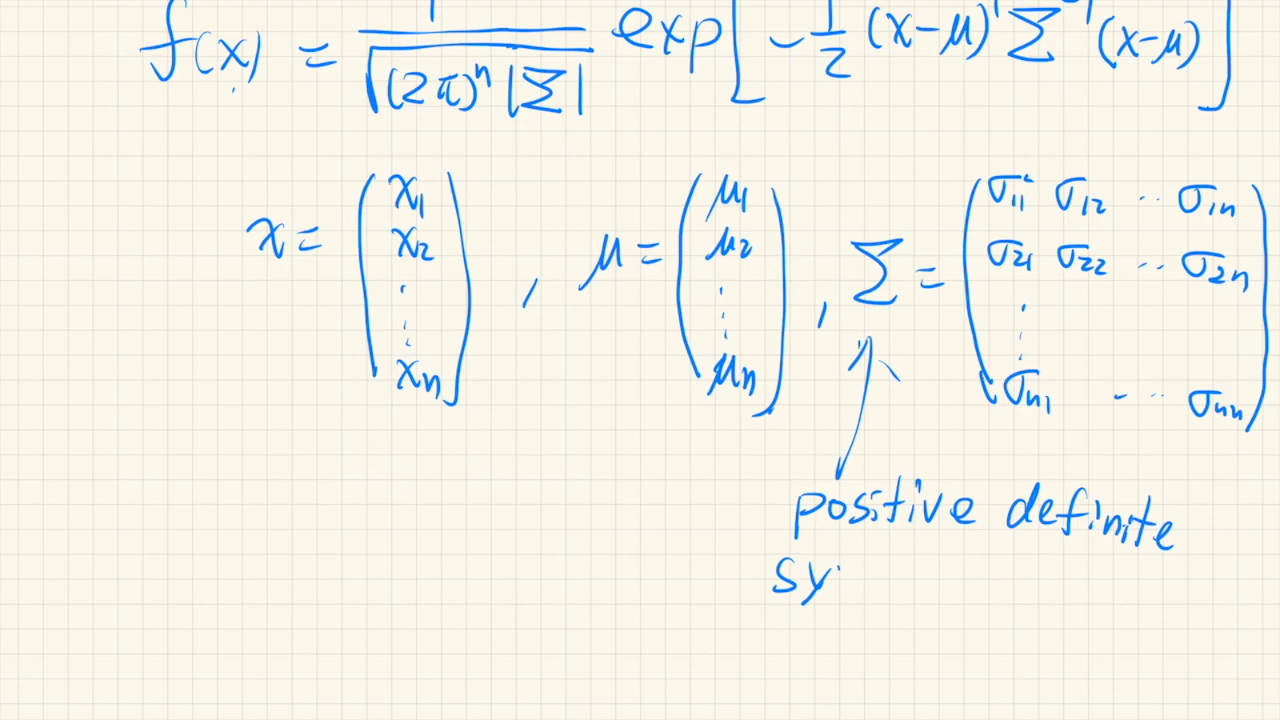 f(x) = 1 / √((2π)ⁿ |Σ|) exp[ -1/2 (x-μ)' Σ⁻¹ (x-μ) ]
x = (x₁ x₂ ⋮ xₙ), μ = (μ₁ μ₂ ⋮ μₙ), Σ = (σ₁₁ σ₁₂ ·· σ₁ₙ σ₂₁ σ₂₂ ·· σ₂ₙ ⋮ σₙ₁ ·· σₙₙ)
positive definite
sy